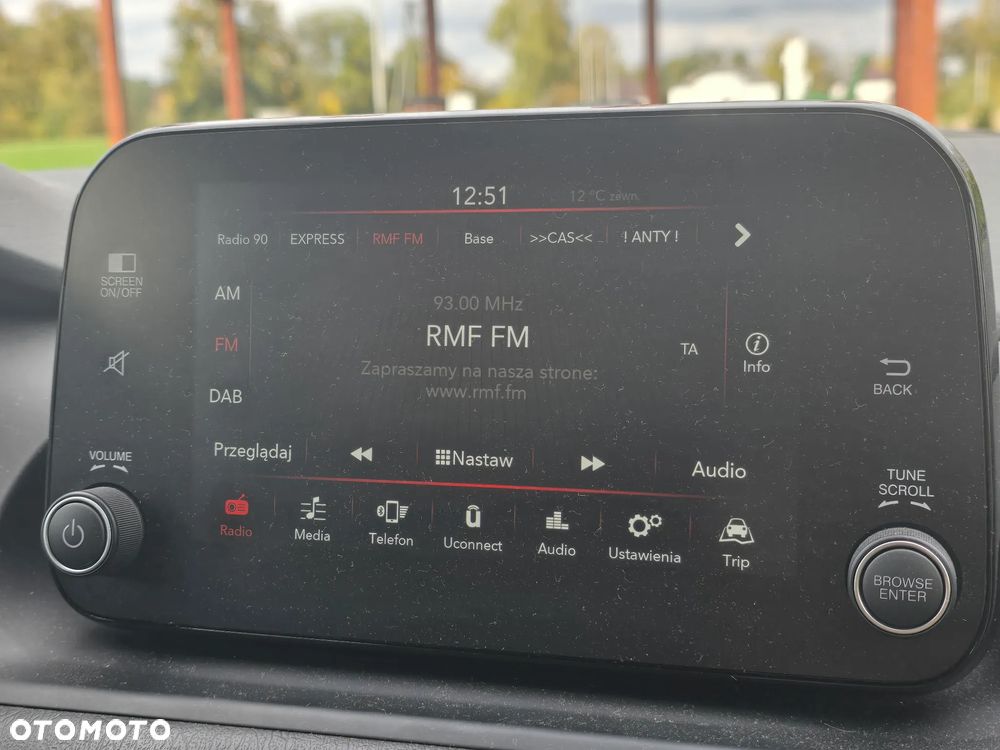 12:51 12 °C zewn.
Radio 90 EXPRESS RMF FM Base >>CAS<< ! ANTY !
SCREEN
ON/OFF
AM
FM
DAB
93.00 MHz
RMF FM
Zapraszamy na nasza strone:
www.rmf.fm
TA
i
Info
BACK
VOLUME
Przeglądaj
Nastaw
Audio
TUNE
SCROLL
Radio
Media
Telefon
Uconnect
Audio
Ustawienia
Trip
BROWSE
ENTER
OTOMOTO